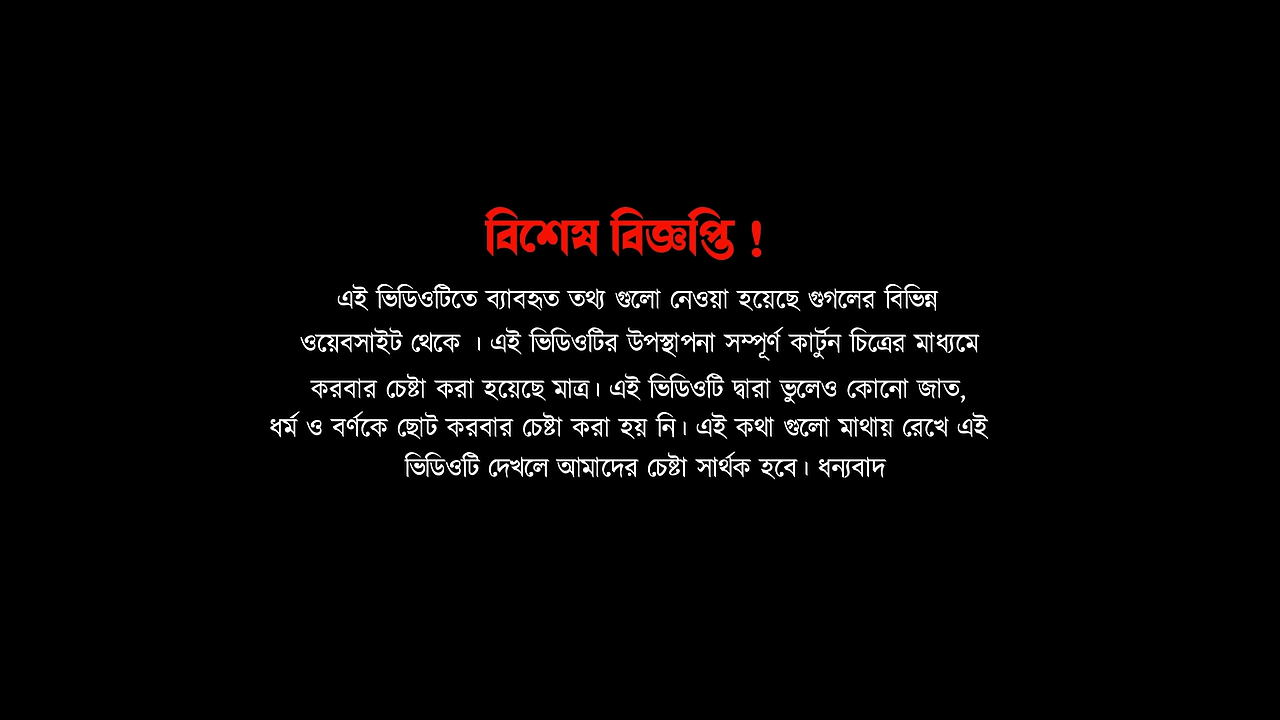 বিশেষ বিজ্ঞপ্তি !
এই ভিডিওটিতে ব্যাবহৃত তথ্য গুলো নেওয়া হয়েছে গুগলের বিভিন্ন
ওয়েবসাইট থেকে । এই ভিডিওটির উপস্থাপনা সম্পূর্ণ কার্টুন চিত্রের মাধ্যমে
করবার চেষ্টা করা হয়েছে মাত্র। এই ভিডিওটি দ্বারা ভুলেও কোনো জাত,
ধর্ম ও বর্ণকে ছোট করবার চেষ্টা করা হয় নি। এই কথা গুলো মাথায় রেখে এই
ভিডিওটি দেখলে আমাদের চেষ্টা সার্থক হবে। ধন্যবাদ